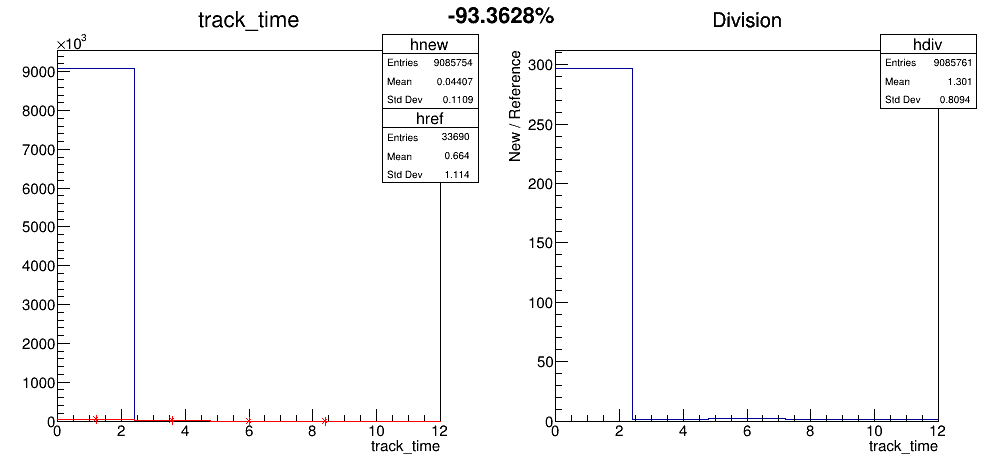 track_time
-93.3628%
Division
×10³
hnew
Entries 9085754
Mean 0.04407
Std Dev 0.1109
href
Entries 33690
Mean 0.664
Std Dev 1.114
9000
8000
7000
6000
5000
4000
3000
2000
1000
0
0 2 4 6 8 10 12
track_time
New / Reference
hdiv
Entries 9085761
Mean 1.301
Std Dev 0.8094
300
250
200
150
100
50
0
0 2 4 6 8 10 12
track_time